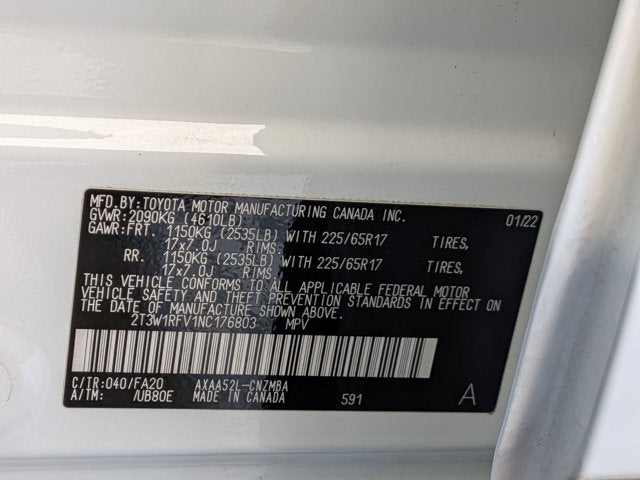 MFD.BY:TOYOTA MOTOR MANUFACTURING CANADA INC.
GVWR:2090KG (4610LB) 01/22
GAWR:FRT. 1150KG (2535LB) WITH 225/65R17 TIRES,
17x7.0J RIMS
RR. 1150KG (2535LB) WITH 225/65R17 TIRES,
17x7.0J RIMS
THIS VEHICLE CONFORMS TO ALL APPLICABLE FEDERAL MOTOR
VEHICLE SAFETY AND THEFT PREVENTION STANDARDS IN EFFECT ON
THE DATE OF MANUFACTURE SHOWN ABOVE.
2T3W1RFV1NC176803 MPV
C/TR:040/FA20 AXAA52L-CNZMBA
A/TM: /UB80E MADE IN CANADA 591 A